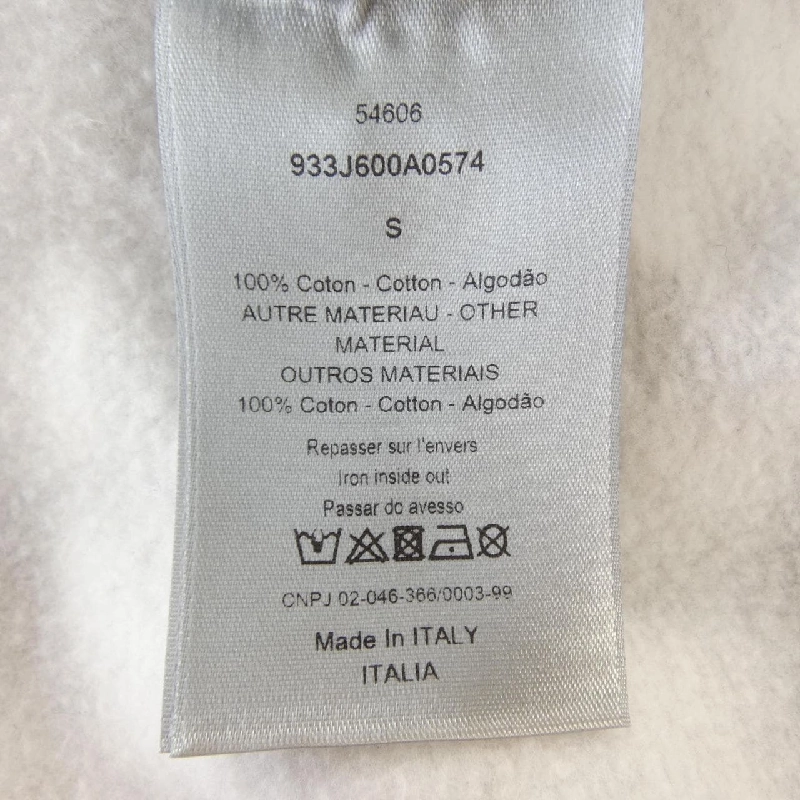 54606
933J600A0574
S
100% Coton - Cotton - Algodão
AUTRE MATERIAU - OTHER
MATERIAL
OUTROS MATERIAIS
100% Coton - Cotton - Algodão
Repasser sur l'envers
Iron inside out
Passar do avesso
CNPJ 02-046-366/0003-99
Made In ITALY
ITALIA